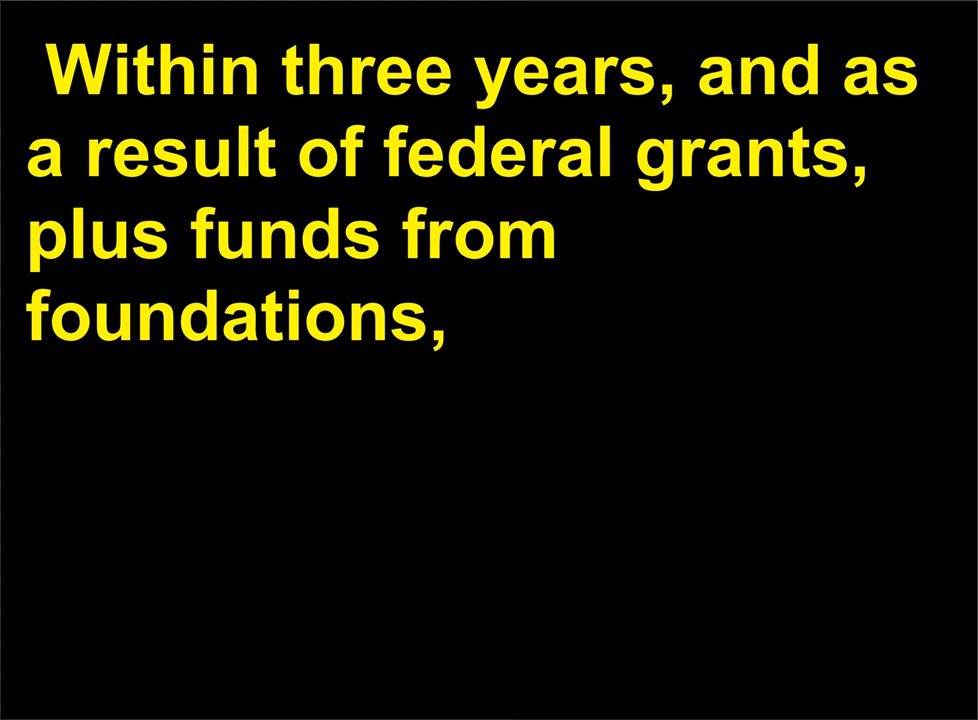 Within three years, and as
a result of federal grants,
plus funds from
foundations,